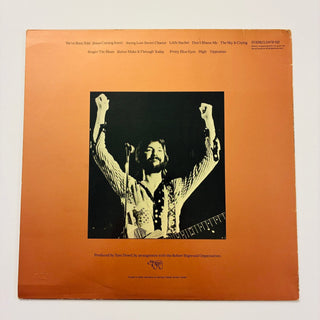 We've Been Told (Jesus Coming Soon) Swing Low Sweet Chariot Little Rachel Don't Blame Me The Sky Is Crying
Singin' The Blues Better Make It Through Today Pretty Blue Eyes High Opposites
Produced by Tom Dowd, by arrangement with the Robert Stigwood Organisation.